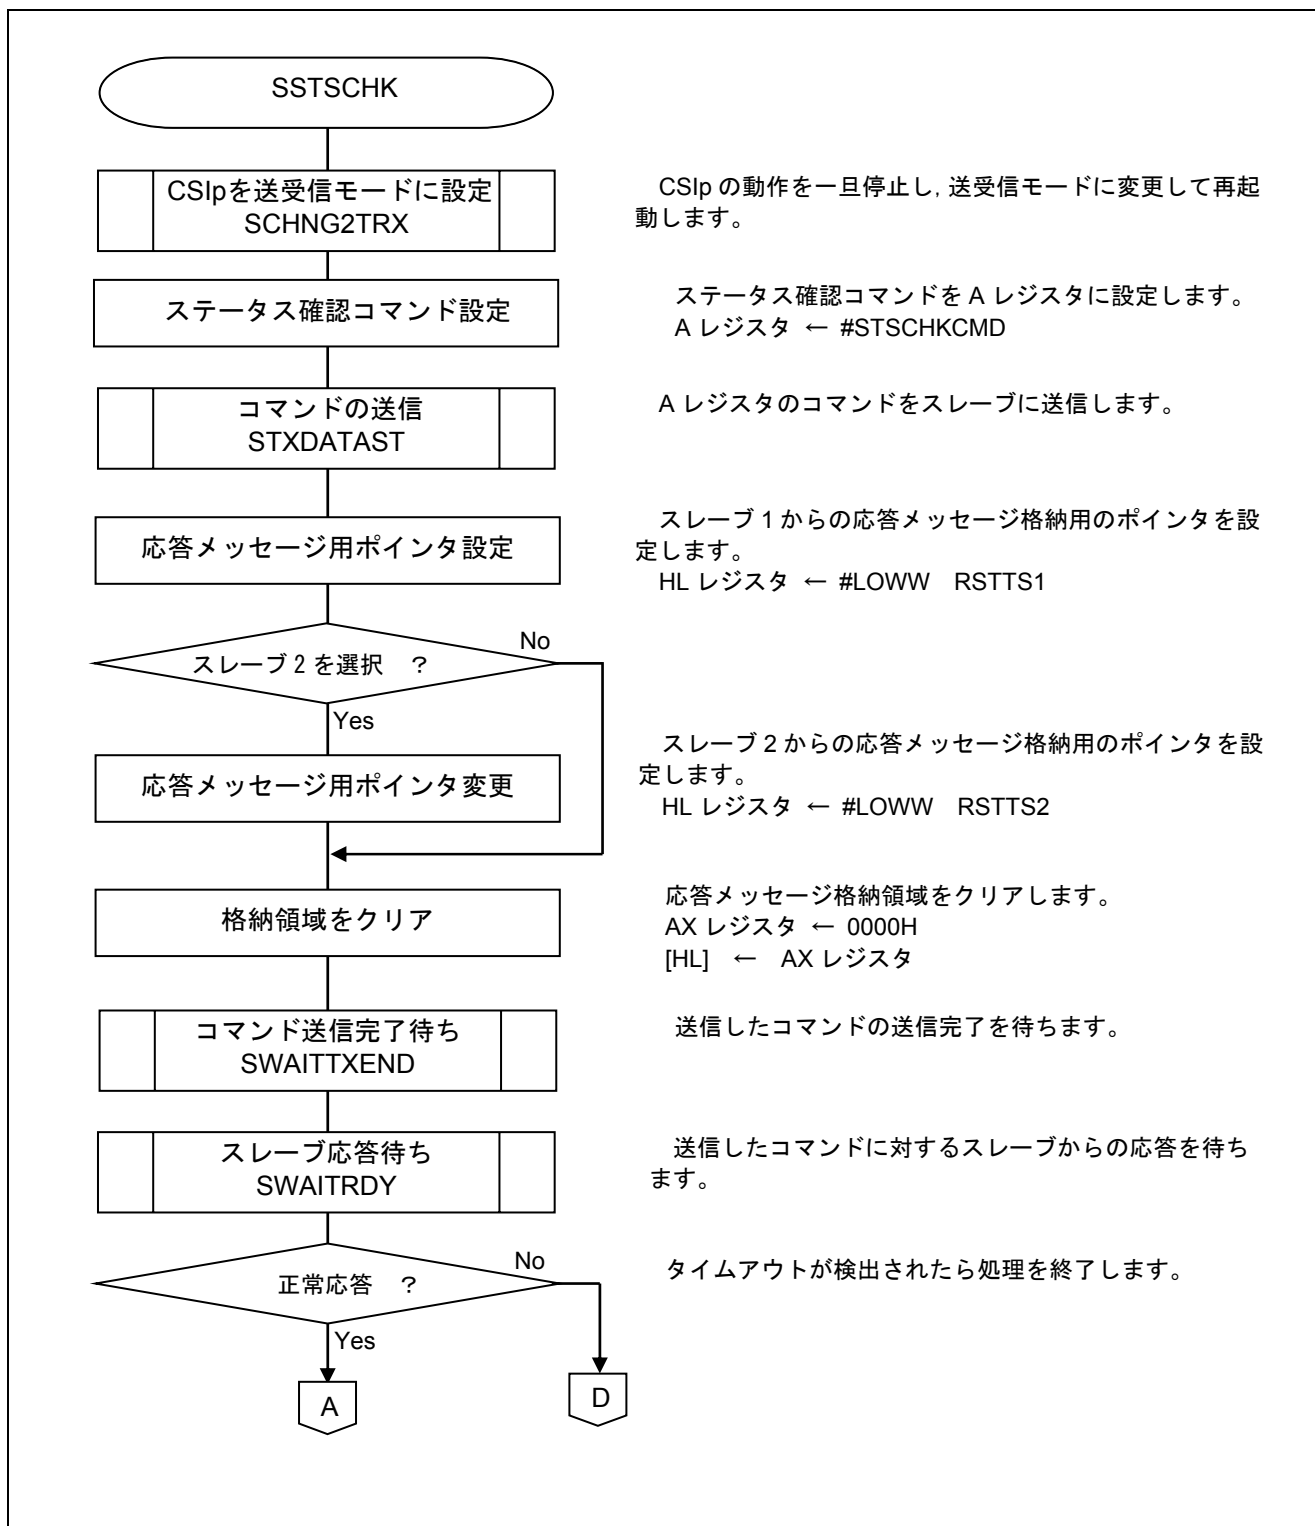 SSTSCHK
CSIpを送受信モードに設定
SCHNG2TRX
CSIp の動作を一旦停止し, 送受信モードに変更して再起
動します。
ステータス確認コマンド設定
ステータス確認コマンドを A レジスタに設定します。
A レジスタ ← #STSCHKCMD
コマンドの送信
STXDATAST
A レジスタのコマンドをスレーブに送信します。
応答メッセージ用ポインタ設定
スレーブ 1 からの応答メッセージ格納用のポインタを設
定します。
HL レジスタ ← #LOWW RSTTS1
スレーブ 2 を選択 ?
No
Yes
応答メッセージ用ポインタ変更
スレーブ 2 からの応答メッセージ格納用のポインタを設
定します。
HL レジスタ ← #LOWW RSTTS2
格納領域をクリア
応答メッセージ格納領域をクリアします。
AX レジスタ ← 0000H
[HL] ← AX レジスタ
コマンド送信完了待ち
SWAITTXEND
送信したコマンドの送信完了を待ちます。
スレーブ応答待ち
SWAITRDY
送信したコマンドに対するスレーブからの応答を待ち
ます。
正常応答 ?
No
タイムアウトが検出されたら処理を終了します。
Yes
A
D